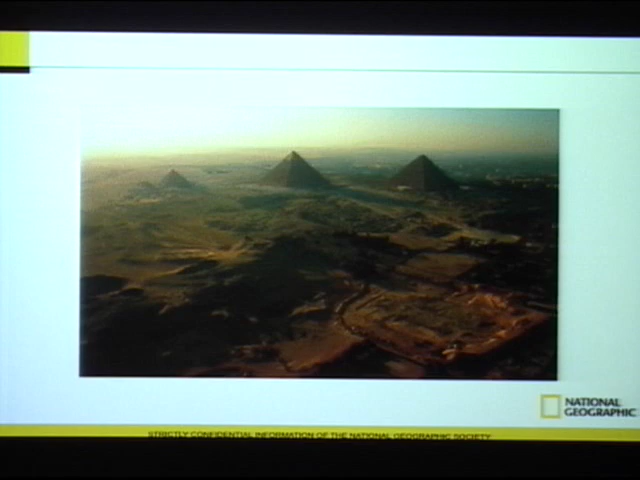 NATIONAL
GEOGRAPHIC
STRICTLY CONFIDENTIAL INFORMATION OF THE NATIONAL GEOGRAPHIC SOCIETY